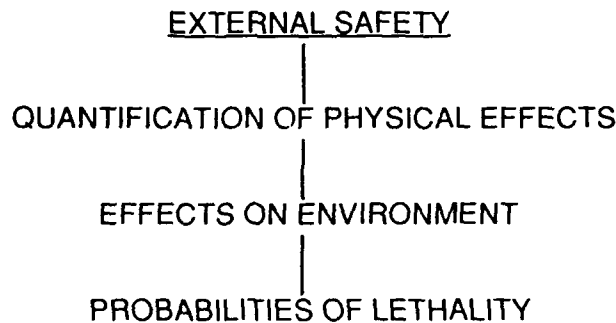 EXTERNAL SAFETY
QUANTIFICATION OF PHYSICAL EFFECTS
EFFECTS ON ENVIRONMENT
PROBABILITIES OF LETHALITY